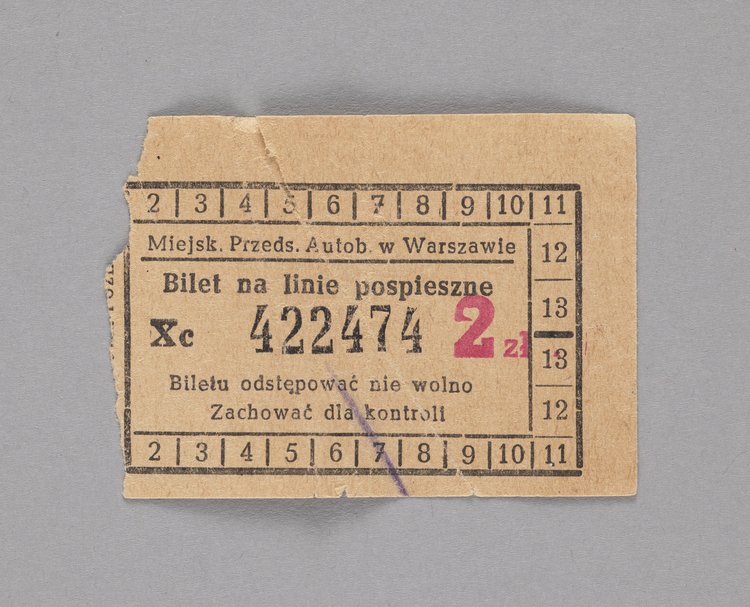 2 | 3 | 4 | 5 | 6 | 7 | 8 | 9 | 10 | 11
Miejsk. Przeds. Autob. w Warszawie
12
Bilet na linie pospieszne
13
Xc 422474 2 zł
13
Biletu odstępować nie wolno
12
Zachować dla kontroli
2 | 3 | 4 | 5 | 6 | 7 | 8 | 9 | 10 | 11